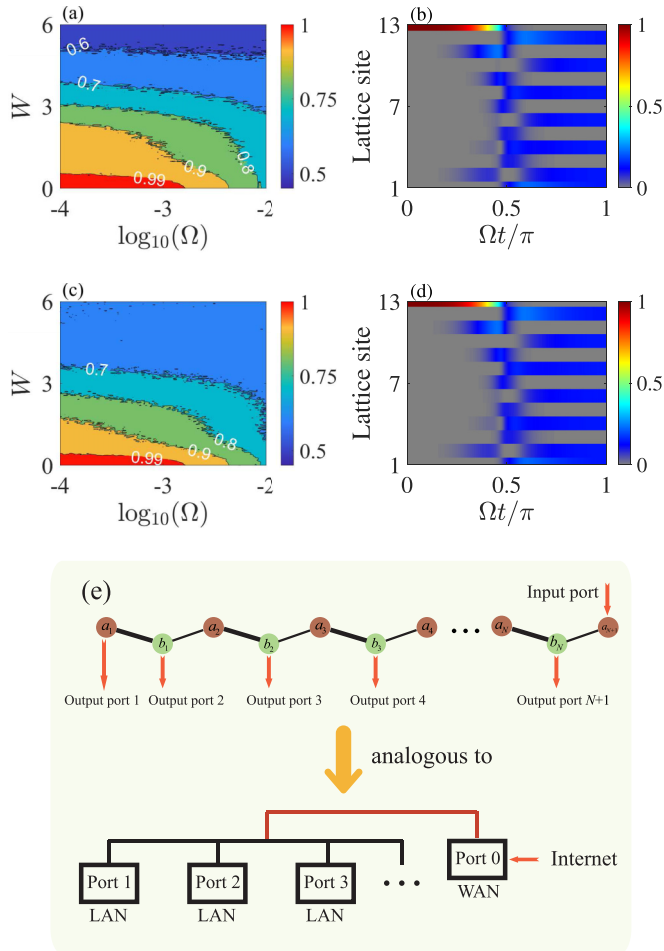 (a)
6
3
0
W
0.6
0.7
0.8
0.9
0.99
-4
-3
-2
log10(Ω)
1
0.75
0.5
(b)
13
7
1
Lattice site
0
0.5
1
Ωt/π
1
0.5
0
(c)
6
3
0
W
0.7
0.8
0.9
0.99
-4
-3
-2
log10(Ω)
1
0.75
0.5
(d)
13
7
1
Lattice site
0
0.5
1
Ωt/π
1
0.5
0
(e)
Input port
a1 a2 a3 a4 aN aN+1
b1 b2 b3 bN
Output port 1 Output port 2 Output port 3 Output port 4 Output port N+1
analogous to
Port 1 Port 2 Port 3 Port 0 Internet
LAN LAN LAN WAN